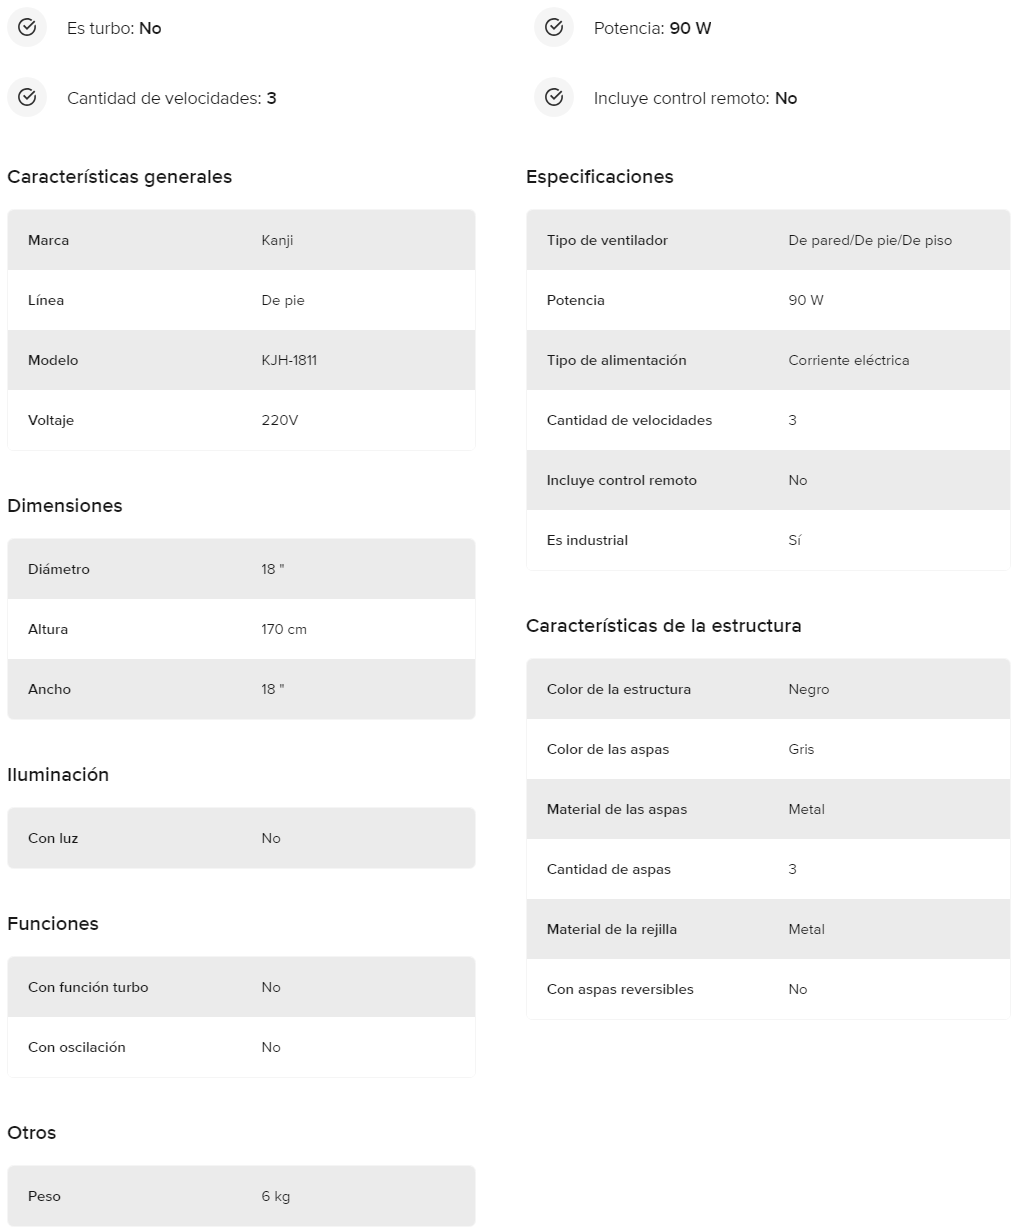 Es turbo: No
Potencia: 90 W
Cantidad de velocidades: 3
Incluye control remoto: No
Características generales
Marca Kanji
Línea De pie
Modelo KJH-1811
Voltaje 220V
Dimensiones
Diámetro 18 "
Altura 170 cm
Ancho 18 "
Iluminación
Con luz No
Funciones
Con función turbo No
Con oscilación No
Otros
Peso 6 kg
Especificaciones
Tipo de ventilador De pared/De pie/De piso
Potencia 90 W
Tipo de alimentación Corriente eléctrica
Cantidad de velocidades 3
Incluye control remoto No
Es industrial Sí
Características de la estructura
Color de la estructura Negro
Color de las aspas Gris
Material de las aspas Metal
Cantidad de aspas 3
Material de la rejilla Metal
Con aspas reversibles No